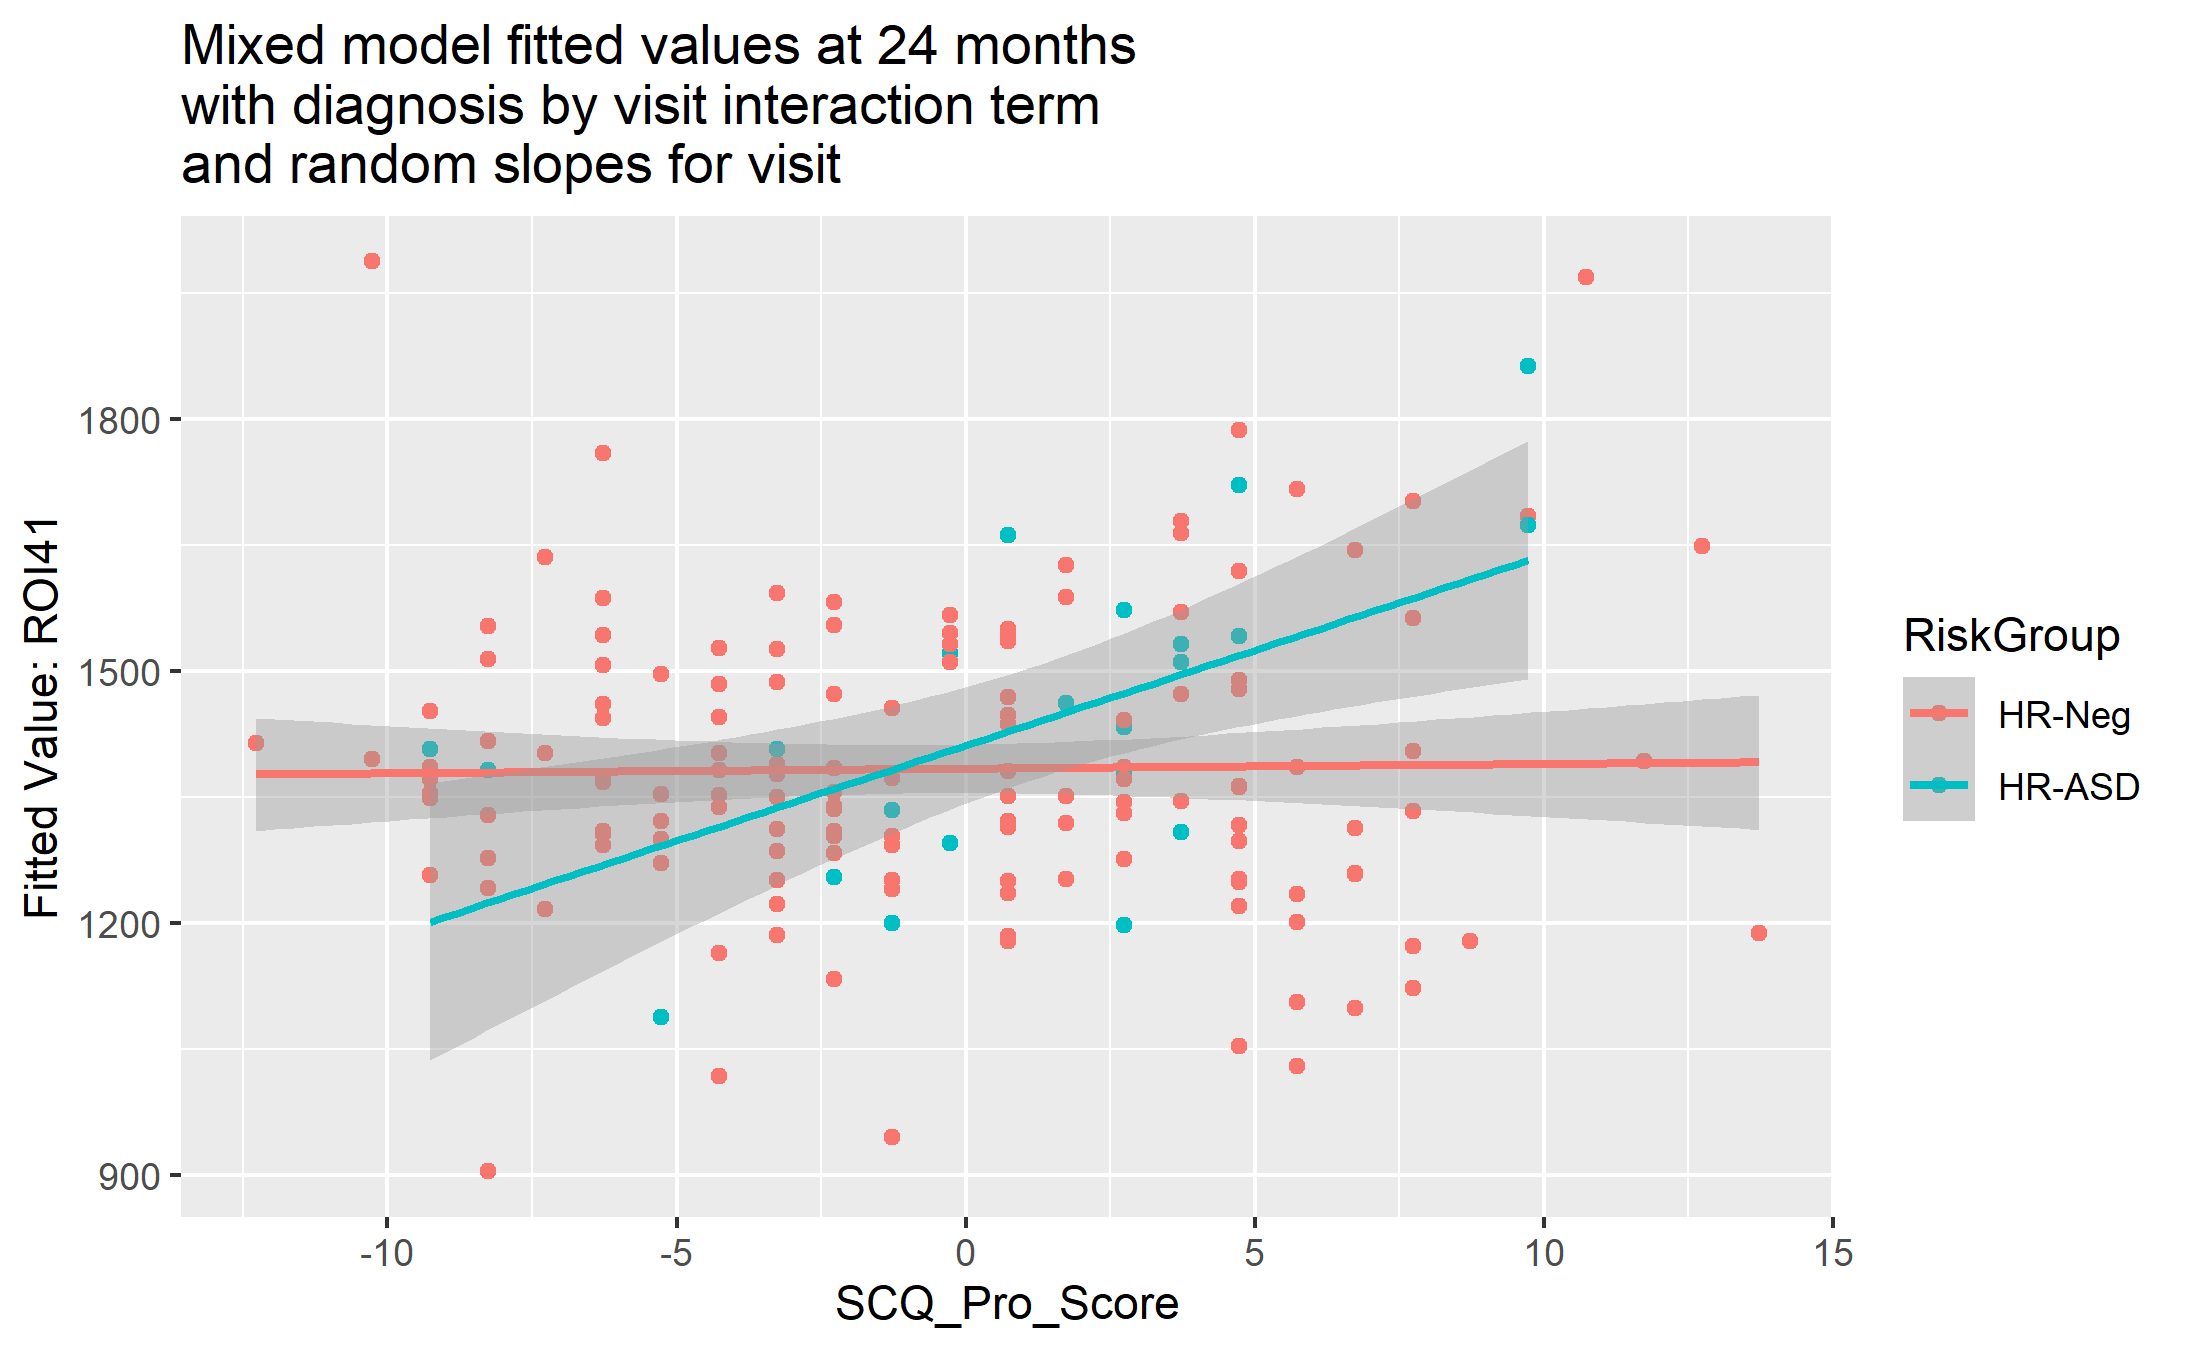 Mixed model fitted values at 24 months
with diagnosis by visit interaction term
and random slopes for visit
Fitted Value: ROI41
1800
1500
1200
900
-10
-5
0
5
10
15
SCQ_Pro_Score
RiskGroup
HR-Neg
HR-ASD